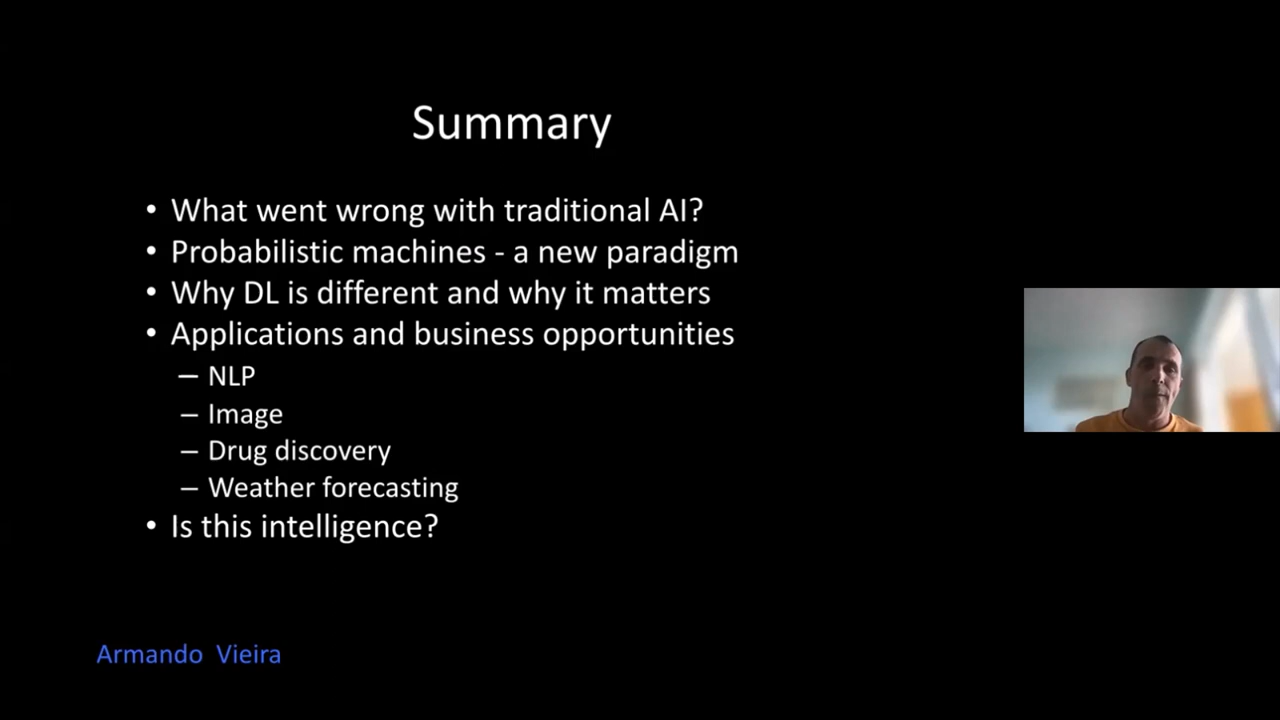 Summary
• What went wrong with traditional AI?
• Probabilistic machines - a new paradigm
• Why DL is different and why it matters
• Applications and business opportunities
– NLP
– Image
– Drug discovery
– Weather forecasting
• Is this intelligence?
Armando Vieira